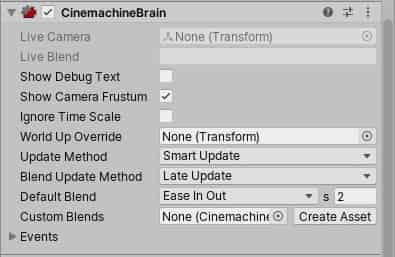 CinemachineBrain
Live Camera None (Transform)
Live Blend
Show Debug Text
Show Camera Frustum
Ignore Time Scale
World Up Override None (Transform)
Update Method Smart Update
Blend Update Method Late Update
Default Blend Ease In Out s 2
Custom Blends None (Cinemachine Create Asset
Events